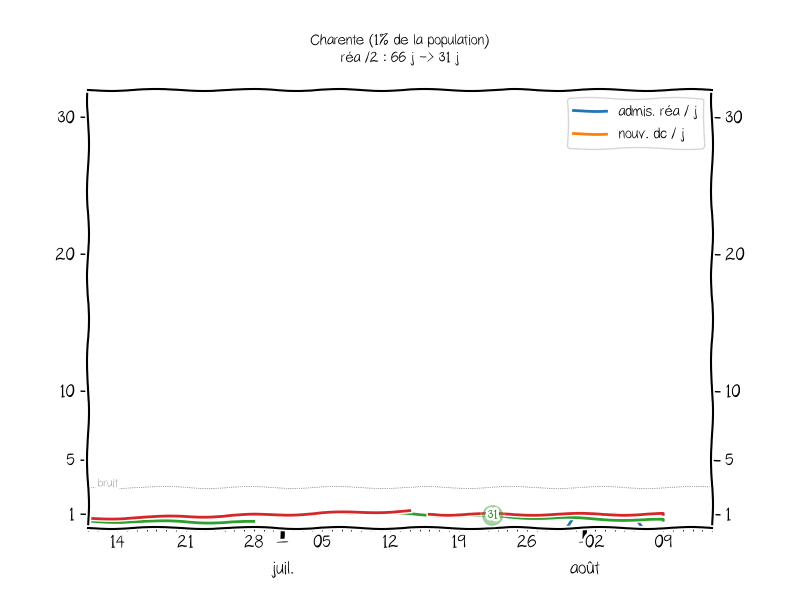 Charente (1% de la population)
réa /2 : 66 j -> 31 j
admis. réa / j
nouv. dc / j
30
30
20
20
10
10
5
5
bruit
1
31
1
14 21 28 05 12 19 26 02 09
juil. août